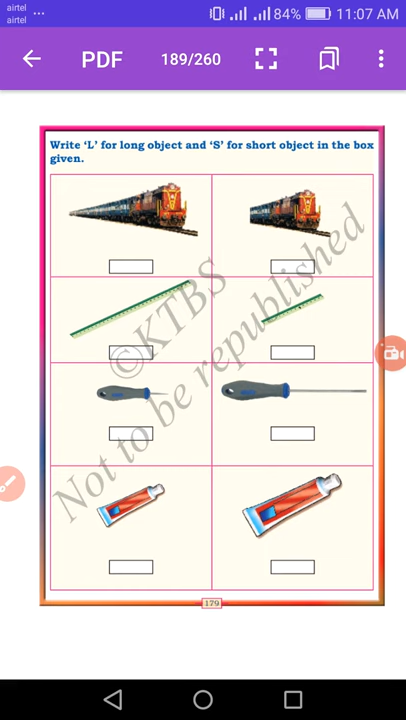 airtel
airtel
84% 11:07 AM
PDF 189/260
Write ‘L’ for long object and ‘S’ for short object in the box
given.
©KTBS
Not to be republished
179